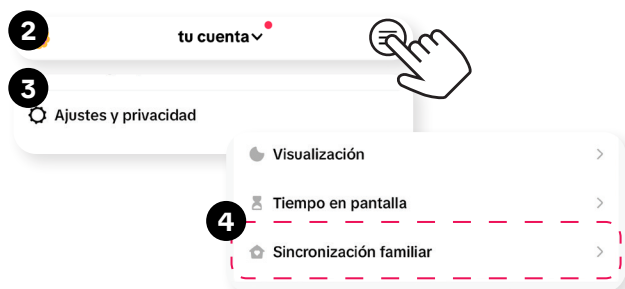 2
tu cuenta
3
Ajustes y privacidad
Visualización
Tiempo en pantalla
4
Sincronización familiar